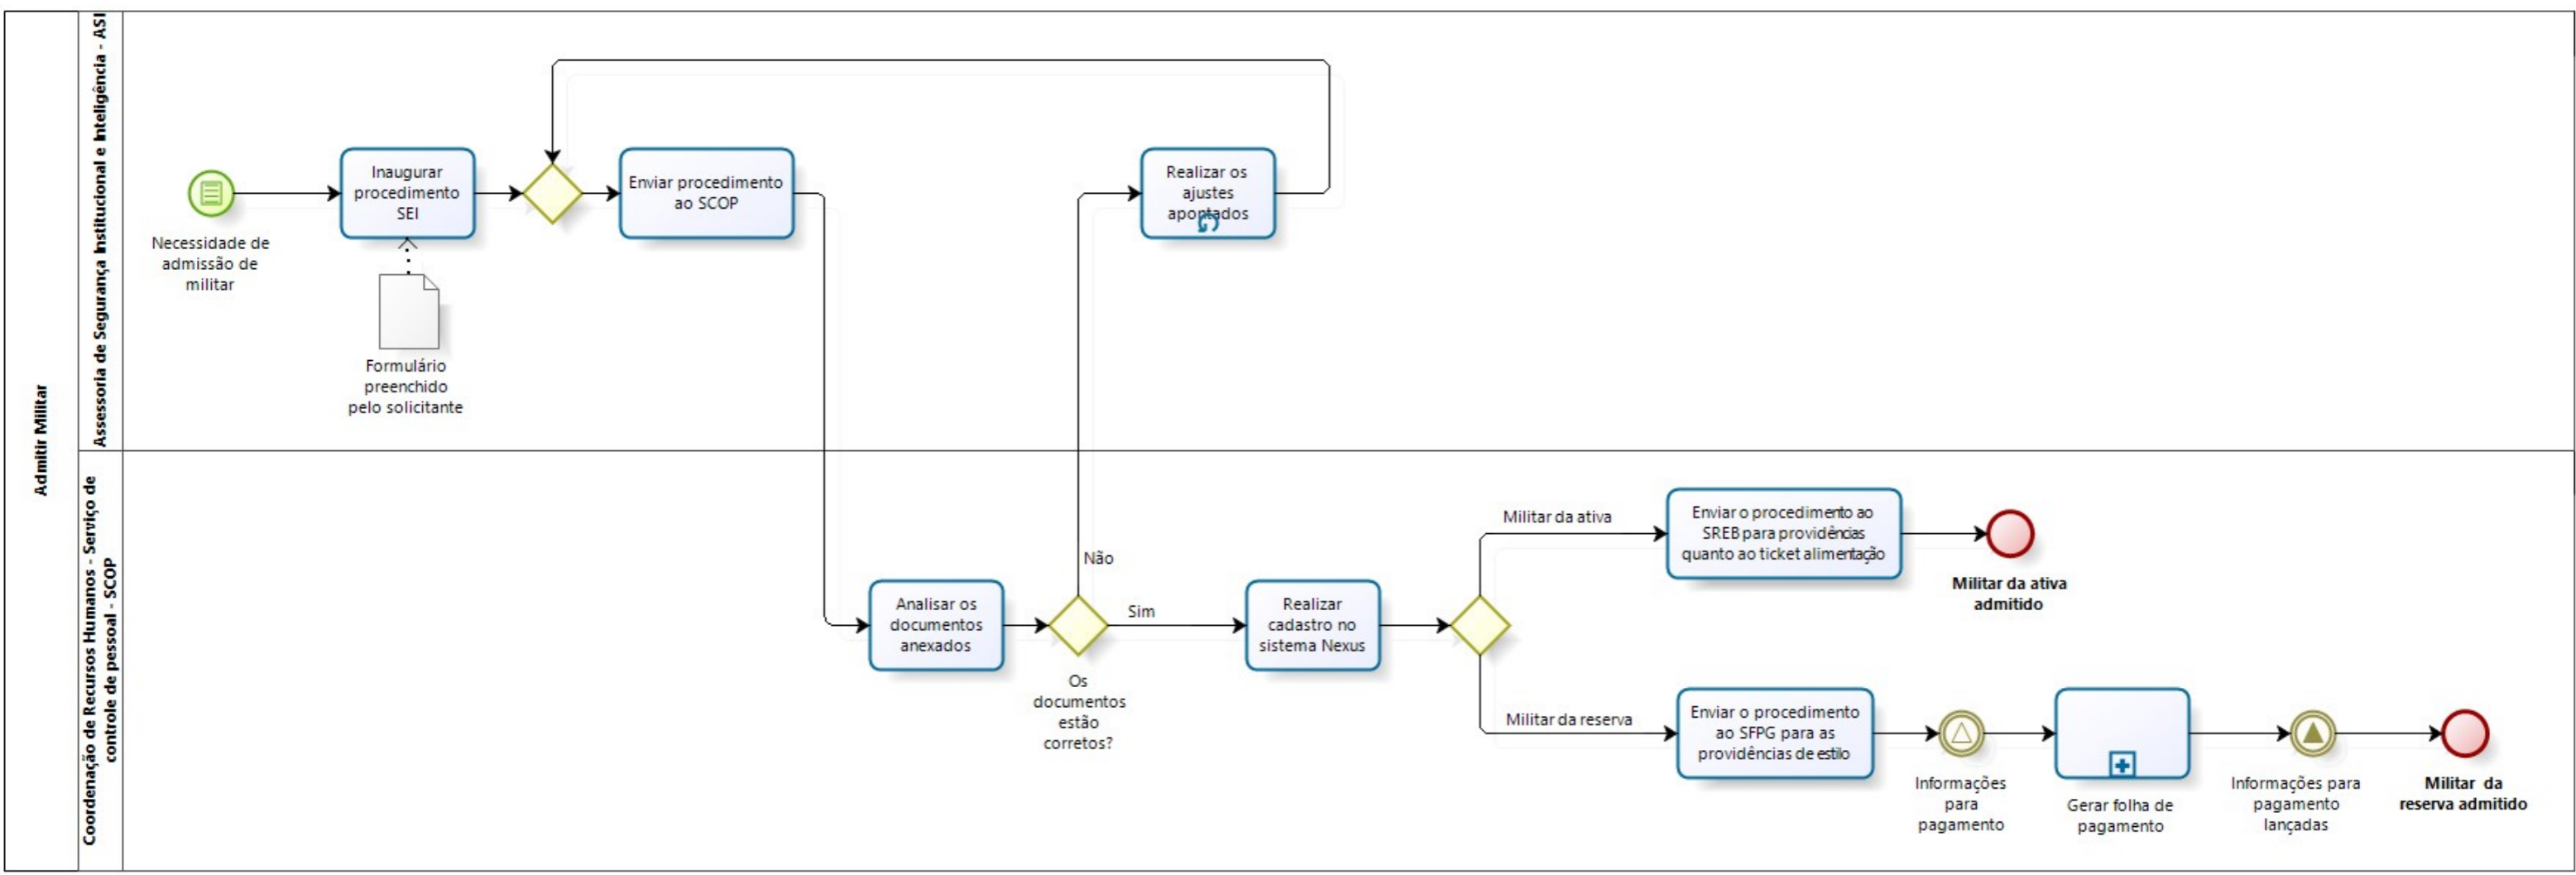 Admitir Militar
Assessoria de Segurança Institucional e Inteligência - ASI
Necessidade de
admissão de
militar
Inaugurar
procedimento
SEI
Formulário
preenchido
pelo solicitante
Enviar procedimento
ao SCOP
Realizar os
ajustes
apontados
Coordenação de Recursos Humanos - Serviço de
controle de pessoal - SCOP
Analisar os
documentos
anexados
Não
Sim
Os
documentos
estão
corretos?
Realizar
cadastro no
sistema Nexus
Militar da ativa
Enviar o procedimento ao
SREB para providências
quanto ao ticket alimentação
Militar da ativa
admitido
Militar da reserva
Enviar o procedimento
ao SFPG para as
providências de estilo
Informações
para
pagamento
Gerar folha de
pagamento
Informações para
pagamento
lançadas
Militar da
reserva admitido